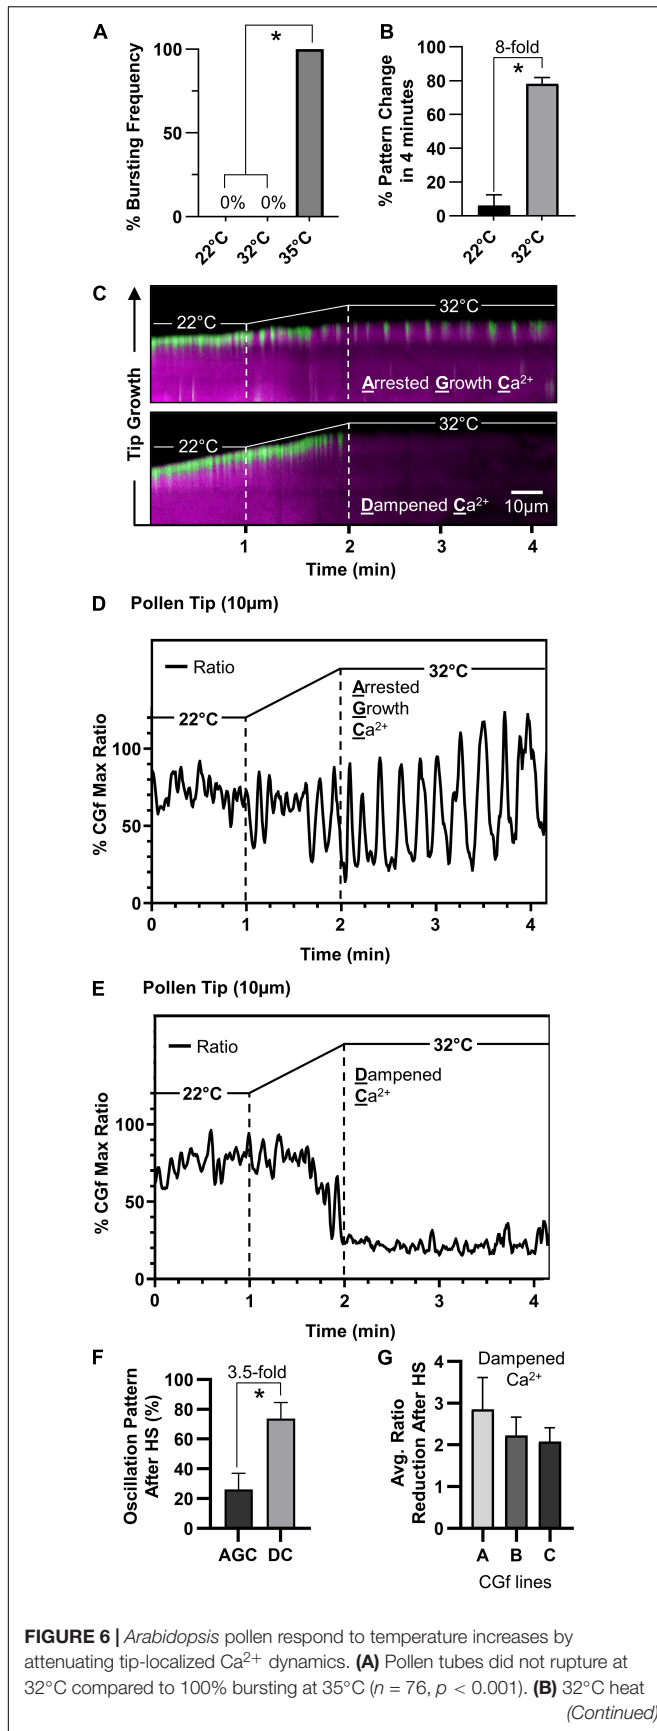 A
B
% Bursting Frequency
100
50
0
*
0%
0%
22°C
32°C
35°C
% Pattern Change
in 4 minutes
100
80
60
40
20
0
8-fold
*
22°C
32°C
C
Tip Growth
22°C
32°C
Arrested Growth Ca²⁺
22°C
32°C
Dampened Ca²⁺
10µm
1
2
3
4
Time (min)
D Pollen Tip (10µm)
Ratio
32°C
22°C
Arrested
Growth
Ca²⁺
% CGf Max Ratio
100
50
0
0
1
2
3
4
Time (min)
E Pollen Tip (10µm)
Ratio
32°C
22°C
Dampened
Ca²⁺
% CGf Max Ratio
100
50
0
0
1
2
3
4
Time (min)
F
Oscillation Pattern
After HS (%)
100
80
60
40
20
0
3.5-fold
*
AGC
DC
G
Avg. Ratio
Reduction After HS
4
3
2
1
0
Dampened
Ca²⁺
A
B
C
CGf lines
FIGURE 6 | Arabidopsis pollen respond to temperature increases by
attenuating tip-localized Ca²⁺ dynamics. (A) Pollen tubes did not rupture at
32°C compared to 100% bursting at 35°C (n = 76, p < 0.001). (B) 32°C heat
(Continued)